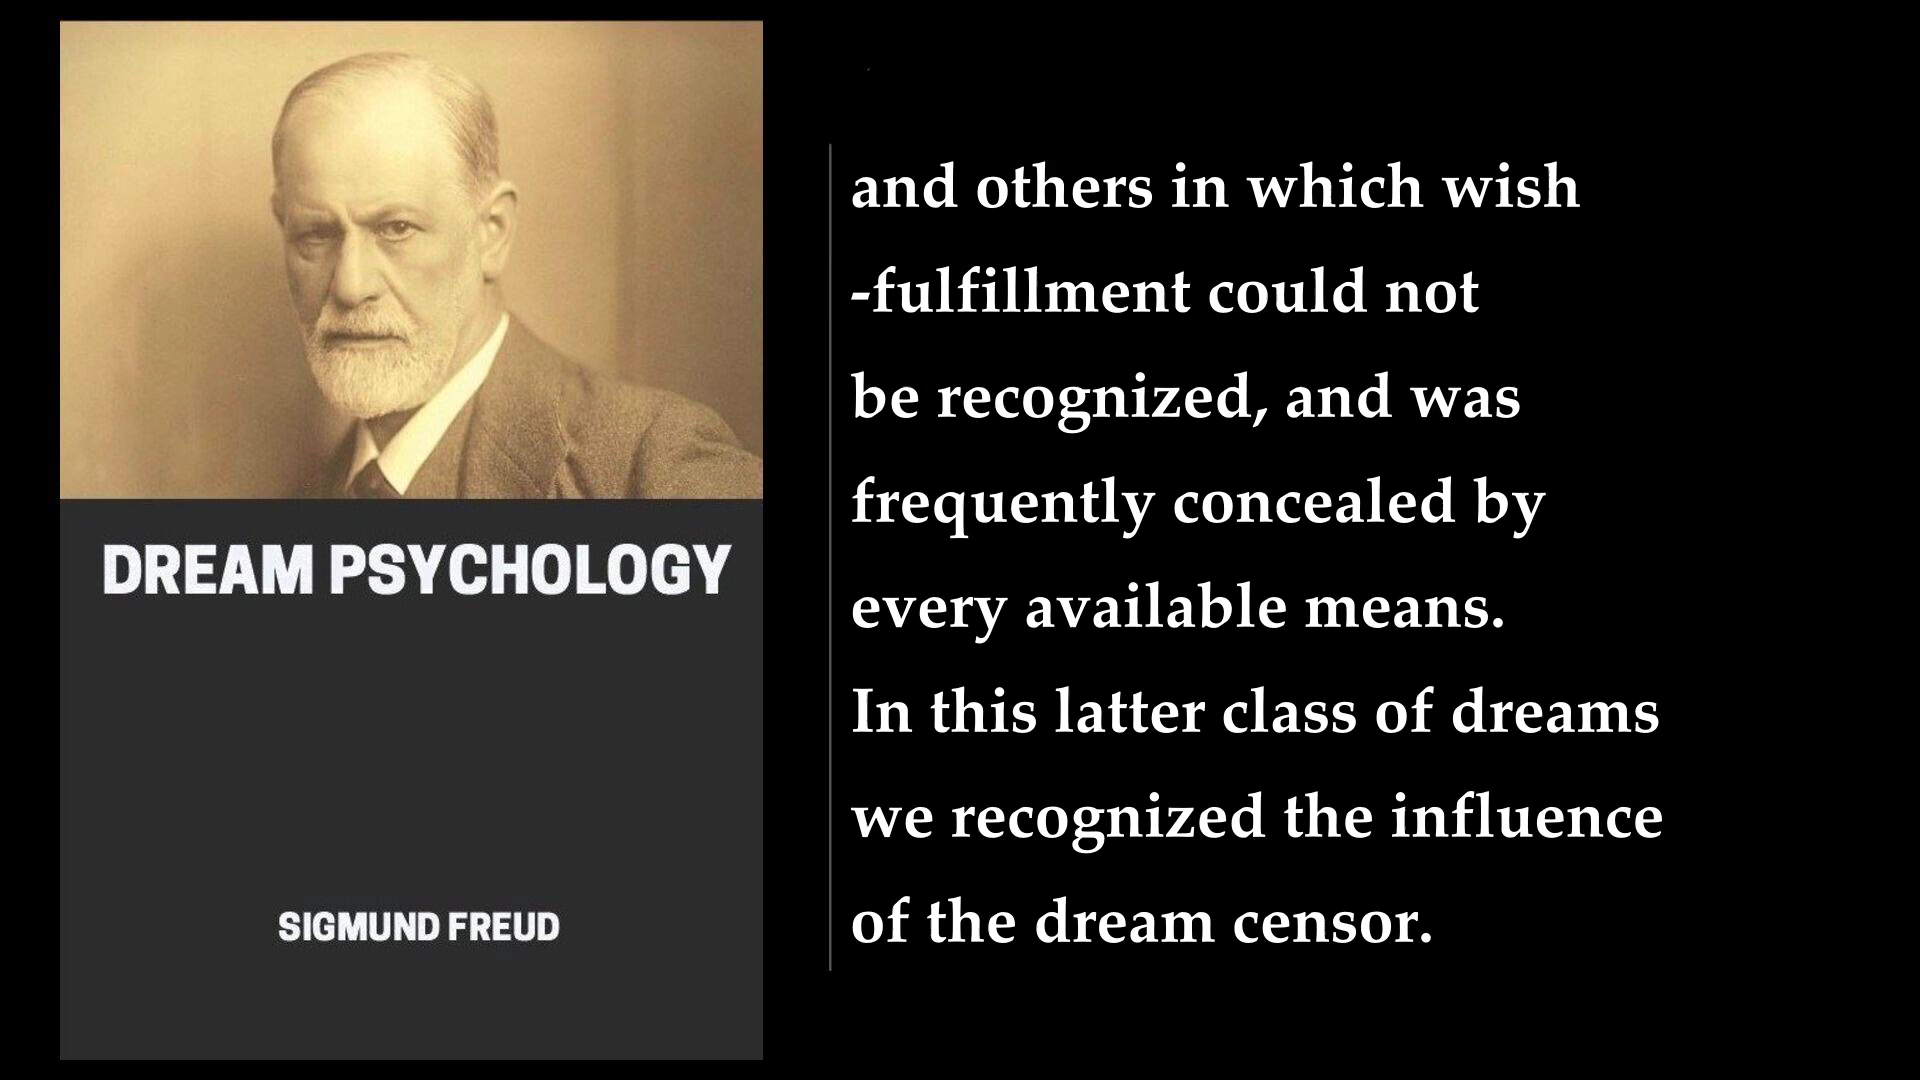 DREAM PSYCHOLOGY
SIGMUND FREUD
and others in which wish
-fulfillment could not
be recognized, and was
frequently concealed by
every available means.
In this latter class of dreams
we recognized the influence
of the dream censor.